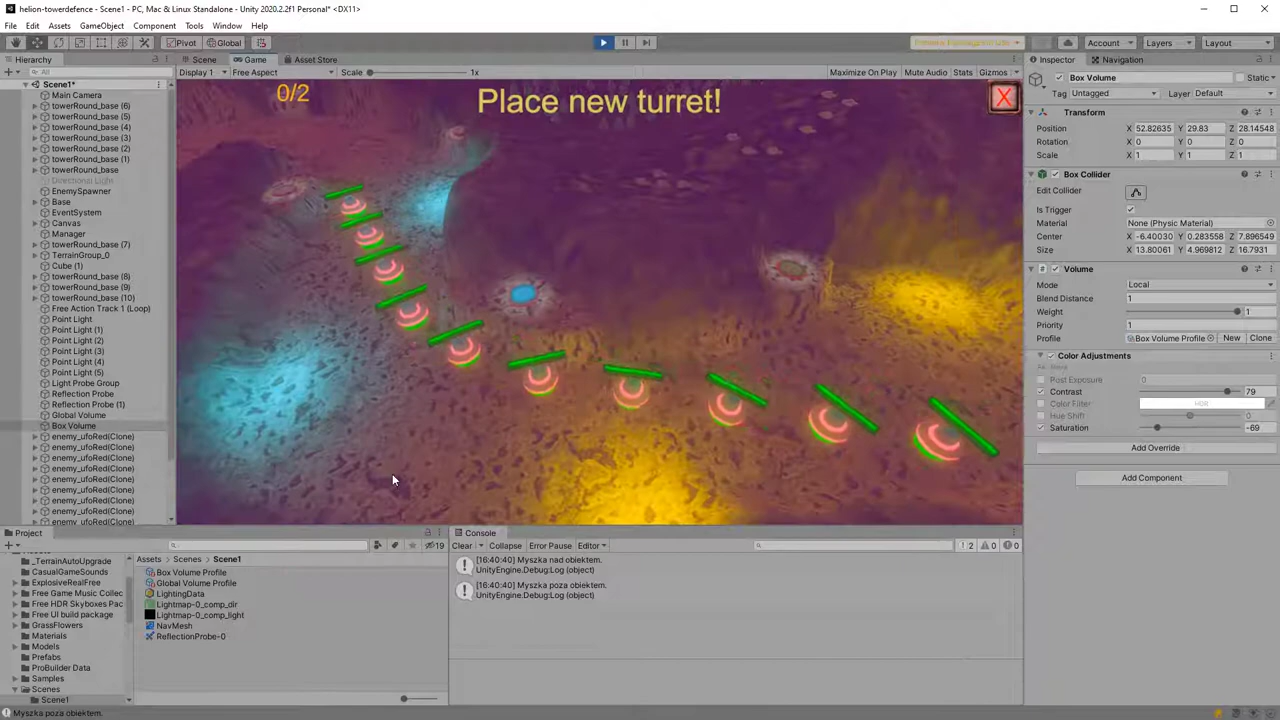 helion-towerdefence - Scene1 - PC, Mac & Linux Standalone - Unity 2020.2.2f1 Personal* <DX11>
File Edit Assets GameObject Component Tools Window Help
Pivot Global Account Layers Layout
Hierarchy Scene Game Asset Store Inspector Navigation
All Display 1 Free Aspect Scale 1x Maximize On Play Mute Audio Stats Gizmos
Box Volume Static
Tag Untagged Layer Default
Scene1*
Main Camera
towerRound_base (6)
towerRound_base (5)
towerRound_base (4)
towerRound_base (3)
towerRound_base (2)
towerRound_base (1)
towerRound_base
Directional Light
EnemySpawner
Base
EventSystem
Canvas
Manager
towerRound_base (7)
TerrainGroup_0
Cube (1)
towerRound_base (8)
towerRound_base (9)
towerRound_base (10)
Free Action Track 1 (Loop)
Point Light
Point Light (1)
Point Light (2)
Point Light (3)
Point Light (4)
Point Light (5)
Light Probe Group
Reflection Probe
Reflection Probe (1)
Global Volume
Box Volume
enemy_ufoRed(Clone)
enemy_ufoRed(Clone)
enemy_ufoRed(Clone)
enemy_ufoRed(Clone)
enemy_ufoRed(Clone)
enemy_ufoRed(Clone)
enemy_ufoRed(Clone)
enemy_ufoRed(Clone)
enemy_ufoRed(Clone)
0/2
Place new turret!
X
Transform
Position X 52.82635 Y 29.83 Z 28.14548
Rotation X 0 Y 0 Z 0
Scale X 1 Y 1 Z 1
Box Collider
Edit Collider
Is Trigger
Material None (Physic Material)
Center X -6.40030 Y 0.283558 Z 7.896549
Size X 13.80061 Y 4.969812 Z 16.7931
Volume
Mode Local
Blend Distance 1
Weight 1
Priority 1
Profile Box Volume Profile New Clone
Color Adjustments
Post Exposure 0
Contrast 79
Color Filter HDR
Hue Shift 0
Saturation -69
Add Override
Add Component
Project
19
Assets
_TerrainAutoUpgrade
CasualGameSounds
ExplosiveRealFree
Free Game Music Collec
Free HDR Skyboxes Pac
Free UI build package
GrassFlowers
Materials
Models
Prefabs
ProBuilder Data
Samples
Scenes
Scene1
Assets Scenes Scene1
Box Volume Profile
Global Volume Profile
LightingData
Lightmap-0_comp_dir
Lightmap-0_comp_light
NavMesh
ReflectionProbe-0
Console
Clear Collapse Error Pause Editor 2 0 0
[16:40:40] Myszka nad obiektem.
UnityEngine.Debug:Log (object)
[16:40:40] Myszka poza obiektem.
UnityEngine.Debug:Log (object)
Myszka poza obiektem.